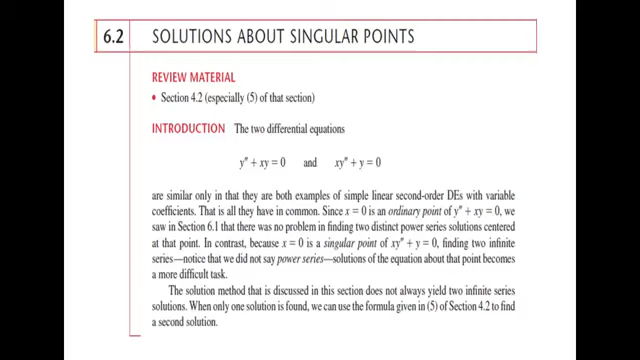 6.2 SOLUTIONS ABOUT SINGULAR POINTS
REVIEW MATERIAL
• Section 4.2 (especially (5) of that section)
INTRODUCTION The two differential equations
y″ + xy = 0 and xy″ + y = 0
are similar only in that they are both examples of simple linear second-order DEs with variable
coefficients. That is all they have in common. Since x = 0 is an ordinary point of y″ + xy = 0, we
saw in Section 6.1 that there was no problem in finding two distinct power series solutions centered
at that point. In contrast, because x = 0 is a singular point of xy″ + y = 0, finding two infinite
series—notice that we did not say power series—solutions of the equation about that point becomes
a more difficult task.
The solution method that is discussed in this section does not always yield two infinite series
solutions. When only one solution is found, we can use the formula given in (5) of Section 4.2 to find
a second solution.